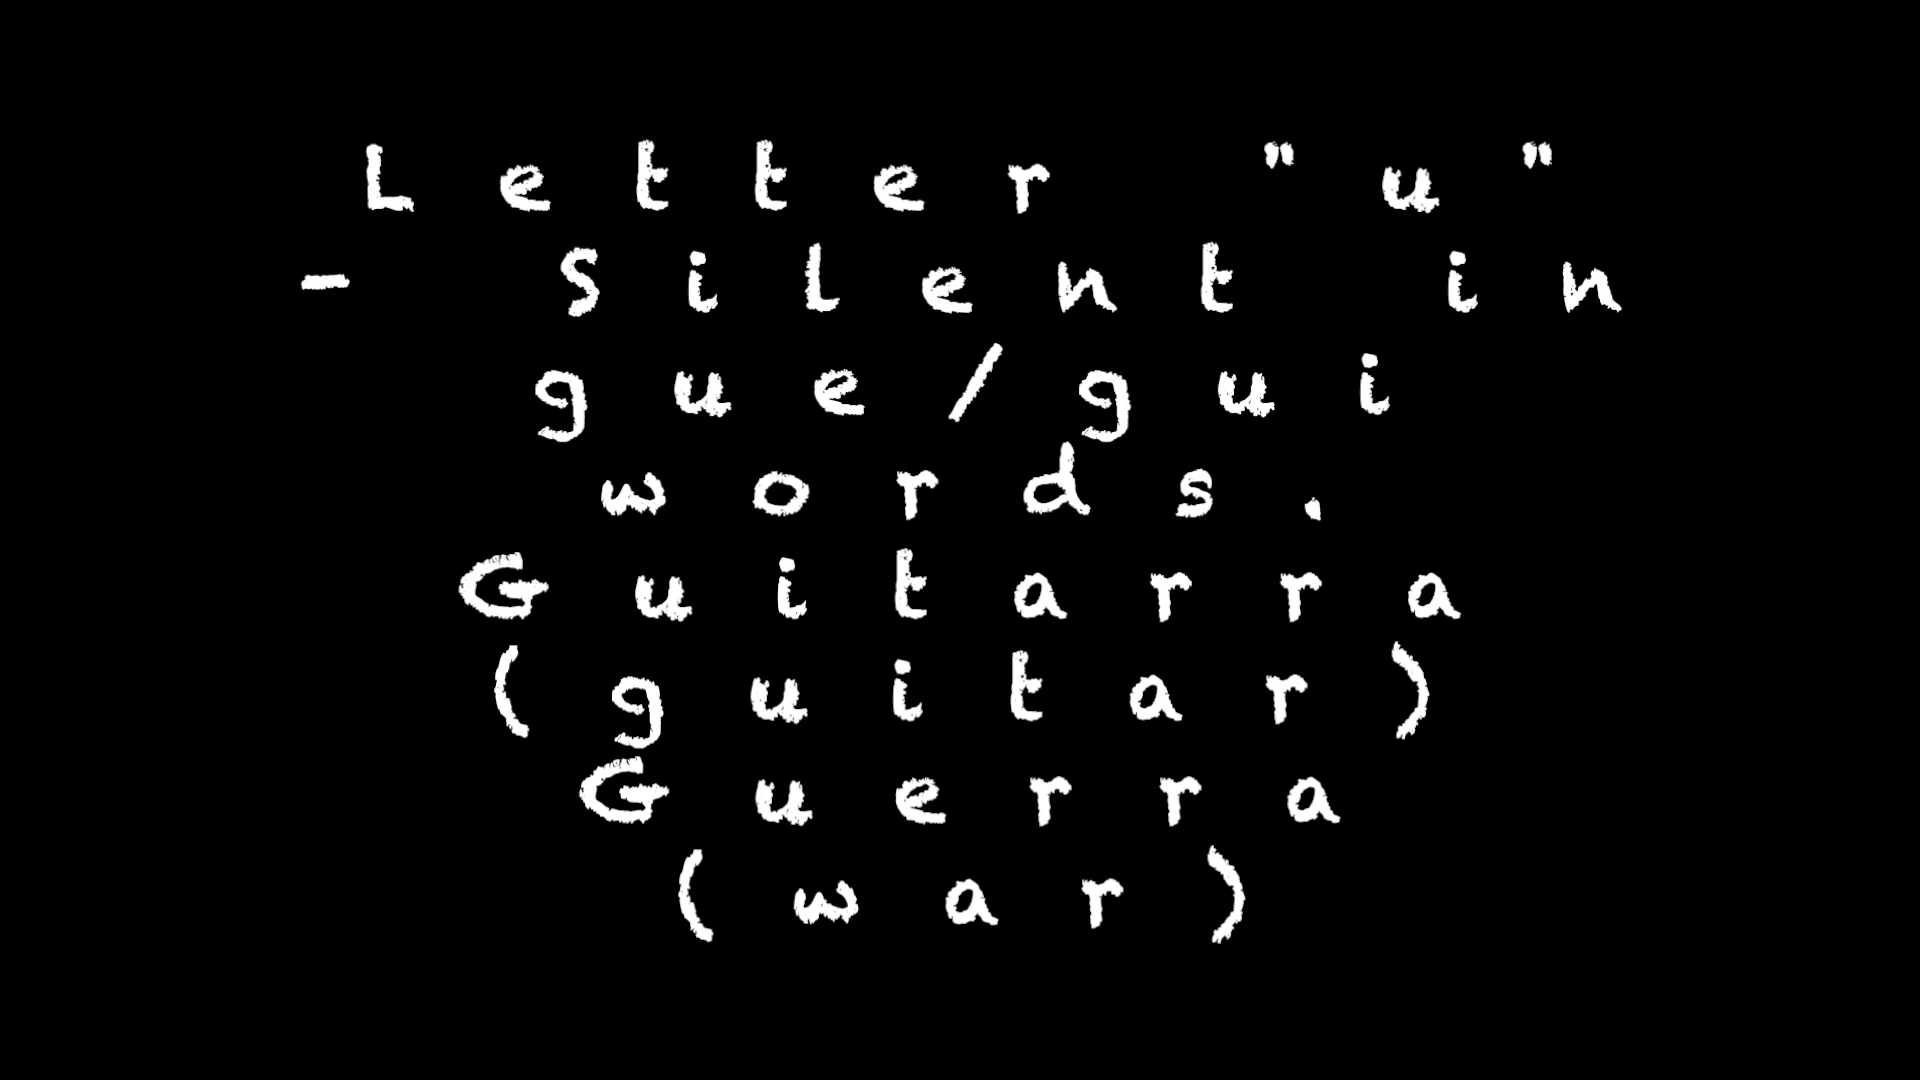 Letter "u"
- Silent in
gue/gui
words.
Guitarra
(guitar)
Guerra
(war)